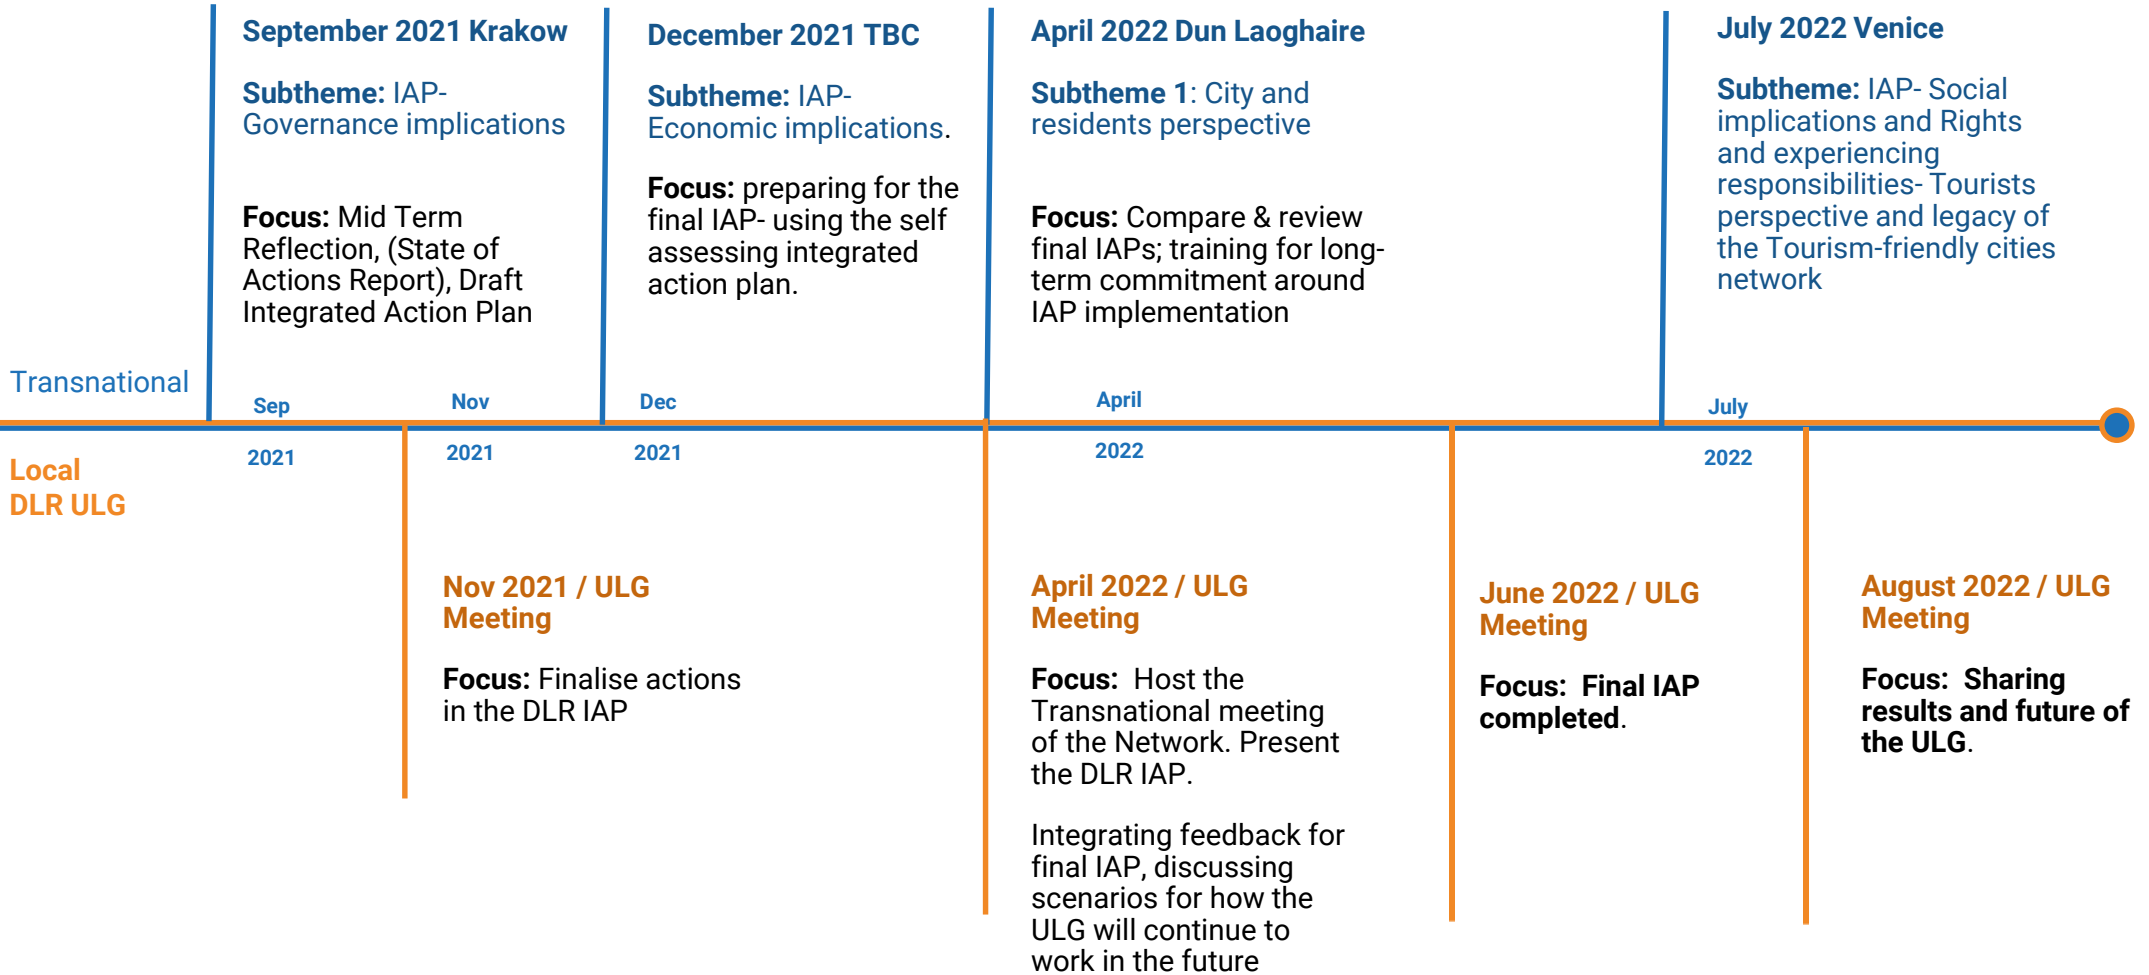 September 2021 Krakow
Subtheme: IAP-
Governance implications
Focus: Mid Term
Reflection, (State of
Actions Report), Draft
Integrated Action Plan
December 2021 TBC
Subtheme: IAP-
Economic implications.
Focus: preparing for the
final IAP- using the self
assessing integrated
action plan.
April 2022 Dun Laoghaire
Subtheme 1: City and
residents perspective
Focus: Compare & review
final IAPs; training for long-
term commitment around
IAP implementation
July 2022 Venice
Subtheme: IAP- Social
implications and Rights
and experiencing
responsibilities- Tourists
perspective and legacy of
the Tourism-friendly cities
network
Transnational
Sep
Nov
Dec
April
July
2021
2021
2021
2022
2022
Local
DLR ULG
Nov 2021 / ULG
Meeting
Focus: Finalise actions
in the DLR IAP
April 2022 / ULG
Meeting
Focus:  Host the
Transnational meeting
of the Network. Present
the DLR IAP.
Integrating feedback for
final IAP, discussing
scenarios for how the
ULG will continue to
work in the future
June 2022 / ULG
Meeting
Focus:  Final IAP
completed.
August 2022 / ULG
Meeting
Focus:  Sharing
results and future of
the ULG.